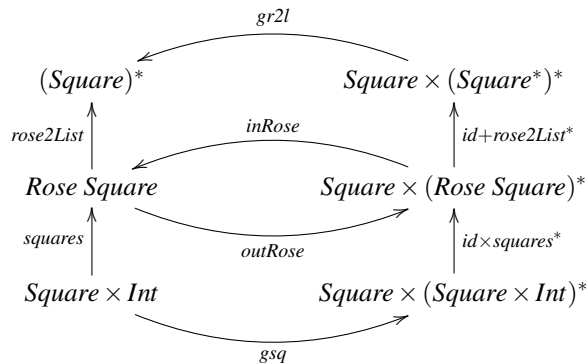 gr2l
(Square)* Square × (Square*)*
rose2List inRose id+rose2List*
Rose Square Square × (Rose Square)*
squares outRose id×squares*
Square × Int Square × (Square × Int)*
gsq